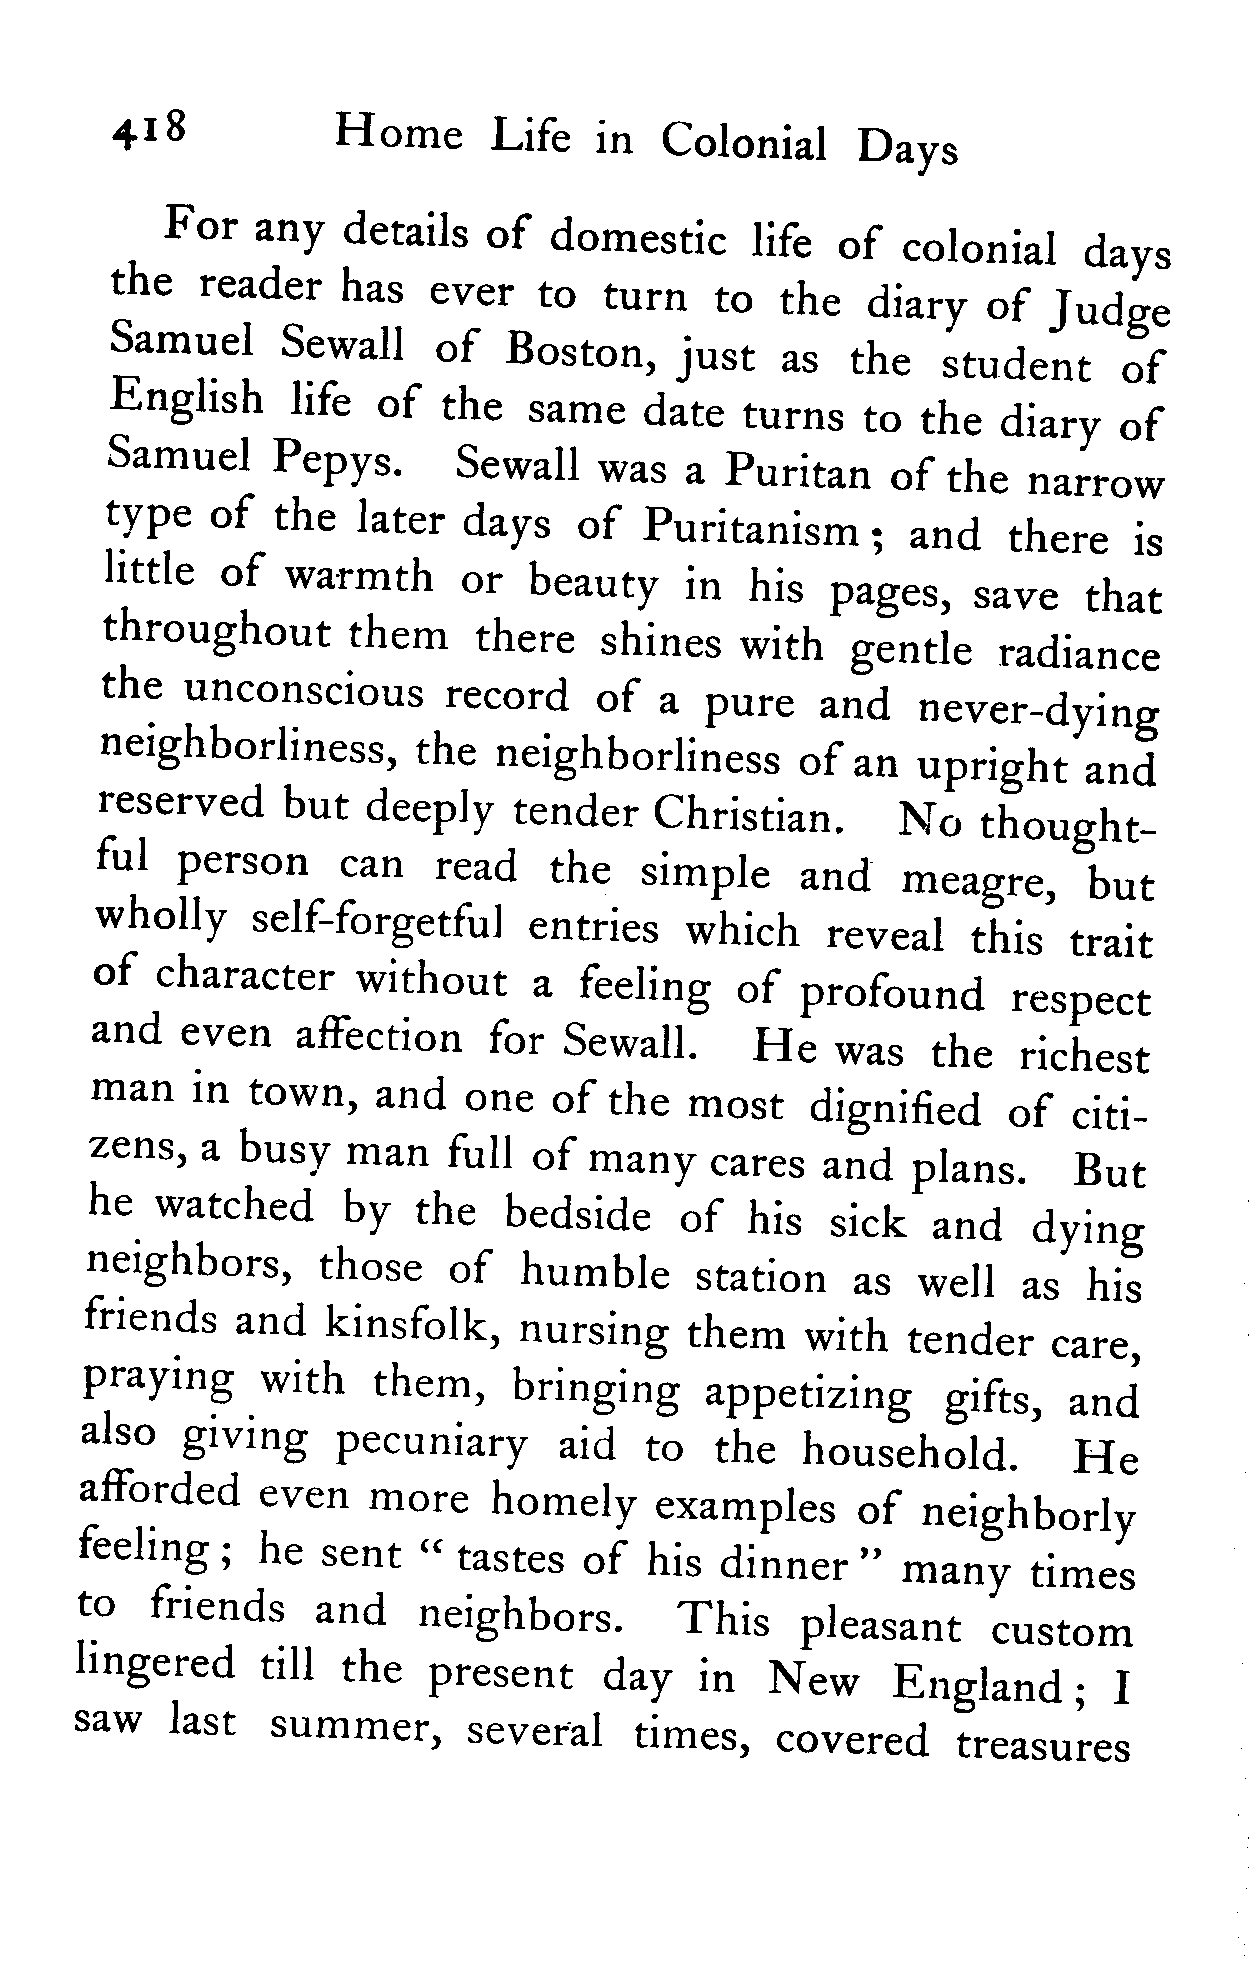 418 Home Life in Colonial Days
For any details of domestic life of colonial days
the reader has ever to turn to the diary of Judge
Samuel Sewall of Boston, just as the student of
English life of the same date turns to the diary of
Samuel Pepys. Sewall was a Puritan of the narrow
type of the later days of Puritanism ; and there is
little of warmth or beauty in his pages, save that
throughout them there shines with gentle radiance
the unconscious record of a pure and never-dying
neighborliness, the neighborliness of an upright and
reserved but deeply tender Christian. No thought-
ful person can read the simple and meagre, but
wholly self-forgetful entries which reveal this trait
of character without a feeling of profound respect
and even affection for Sewall. He was the richest
man in town, and one of the most dignified of citi-
zens, a busy man full of many cares and plans. But
he watched by the bedside of his sick and dying
neighbors, those of humble station as well as his
friends and kinsfolk, nursing them with tender care,
praying with them, bringing appetizing gifts, and
also giving pecuniary aid to the household. He
afforded even more homely examples of neighborly
feeling ; he sent “ tastes of his dinner ” many times
to friends and neighbors. This pleasant custom
lingered till the present day in New England ; I
saw last summer, several times, covered treasures